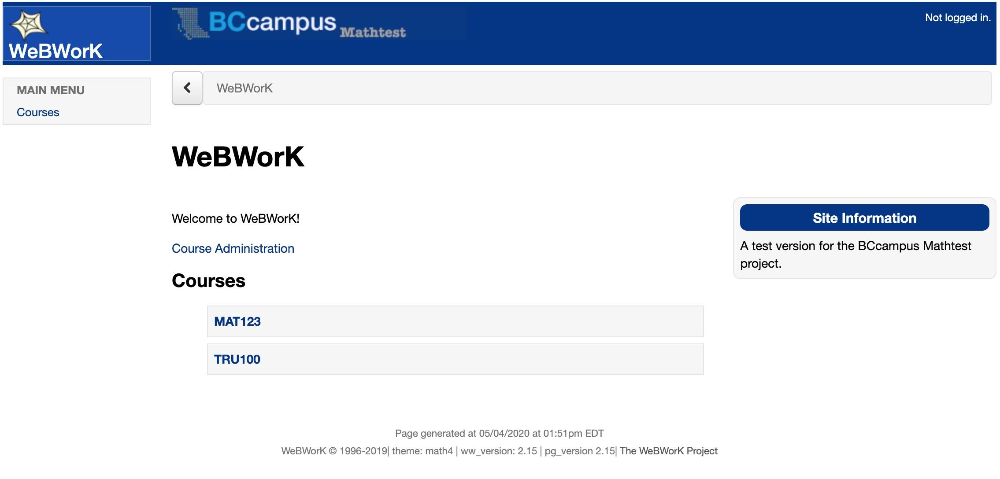 WeBWorK
BCcampus Mathtest
Not logged in.
MAIN MENU
Courses
WeBWorK
WeBWorK
Welcome to WeBWorK!
Course Administration
Courses
MAT123
TRU100
Site Information
A test version for the BCcampus Mathtest
project.
Page generated at 05/04/2020 at 01:51pm EDT
WeBWorK © 1996-2019| theme: math4 | ww_version: 2.15 | pg_version 2.15| The WeBWorK Project